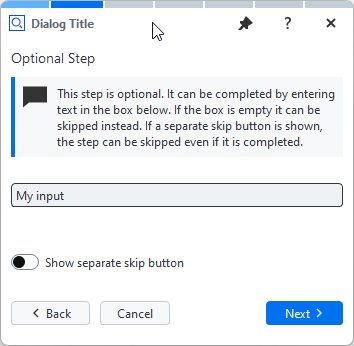 Dialog Title ?
Optional Step
This step is optional. It can be completed by entering
text in the box below. If the box is empty it can be
skipped instead. If a separate skip button is shown,
the step can be skipped even if it is completed.
My input
Show separate skip button
Back Cancel Next